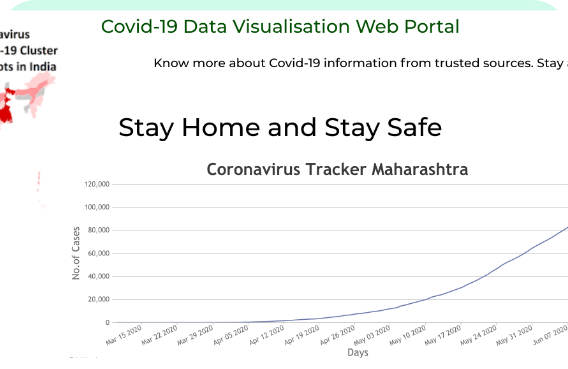 avirus
-19 Cluster
ots in India
Covid-19 Data Visualisation Web Portal
Know more about Covid-19 information from trusted sources. Stay
Stay Home and Stay Safe
Coronavirus Tracker Maharashtra
No.of Cases
120,000
100,000
80,000
60,000
40,000
20,000
0
Mar 15 2020 Mar 22 2020 Mar 29 2020 Apr 05 2020 Apr 12 2020 Apr 19 2020 Apr 26 2020 May 03 2020 May 10 2020 May 17 2020 May 24 2020 May 31 2020 Jun 07 2020
Days